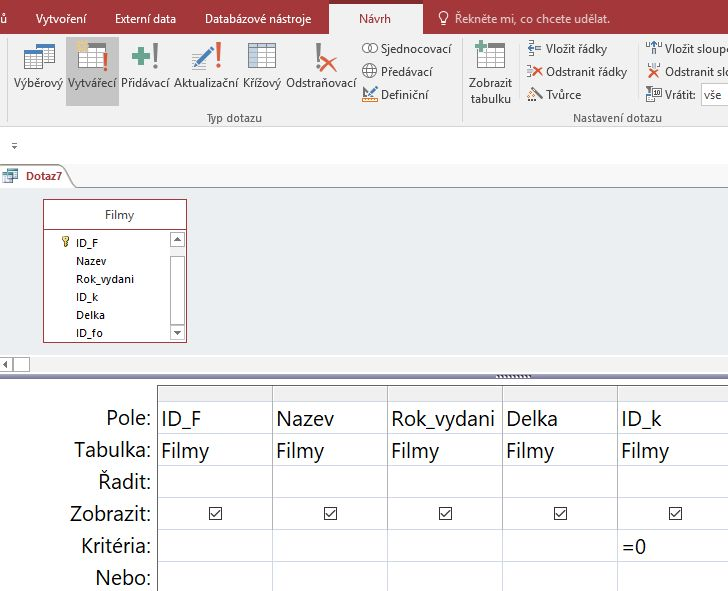 ů Vytvoření Externí data Databázové nástroje Návrh Řekněte mi, co chcete udělat.
Výběrový Vytvářecí Přidávací Aktualizační Křížový Odstraňovací
Sjednocovací
Předávací
Definiční
Typ dotazu
Zobrazit
tabulku
Vložit řádky
Odstranit řádky
Tvůrce
Vložit sloupc
Odstranit slo
Vrátit: vše
Nastavení dotazu
Dotaz7
Filmy
ID_F
Nazev
Rok_vydani
ID_k
Delka
ID_fo
Pole: ID_F Nazev Rok_vydani Delka ID_k
Tabulka: Filmy Filmy Filmy Filmy Filmy
Řadit:
Zobrazit:
Kritéria: =0
Nebo: